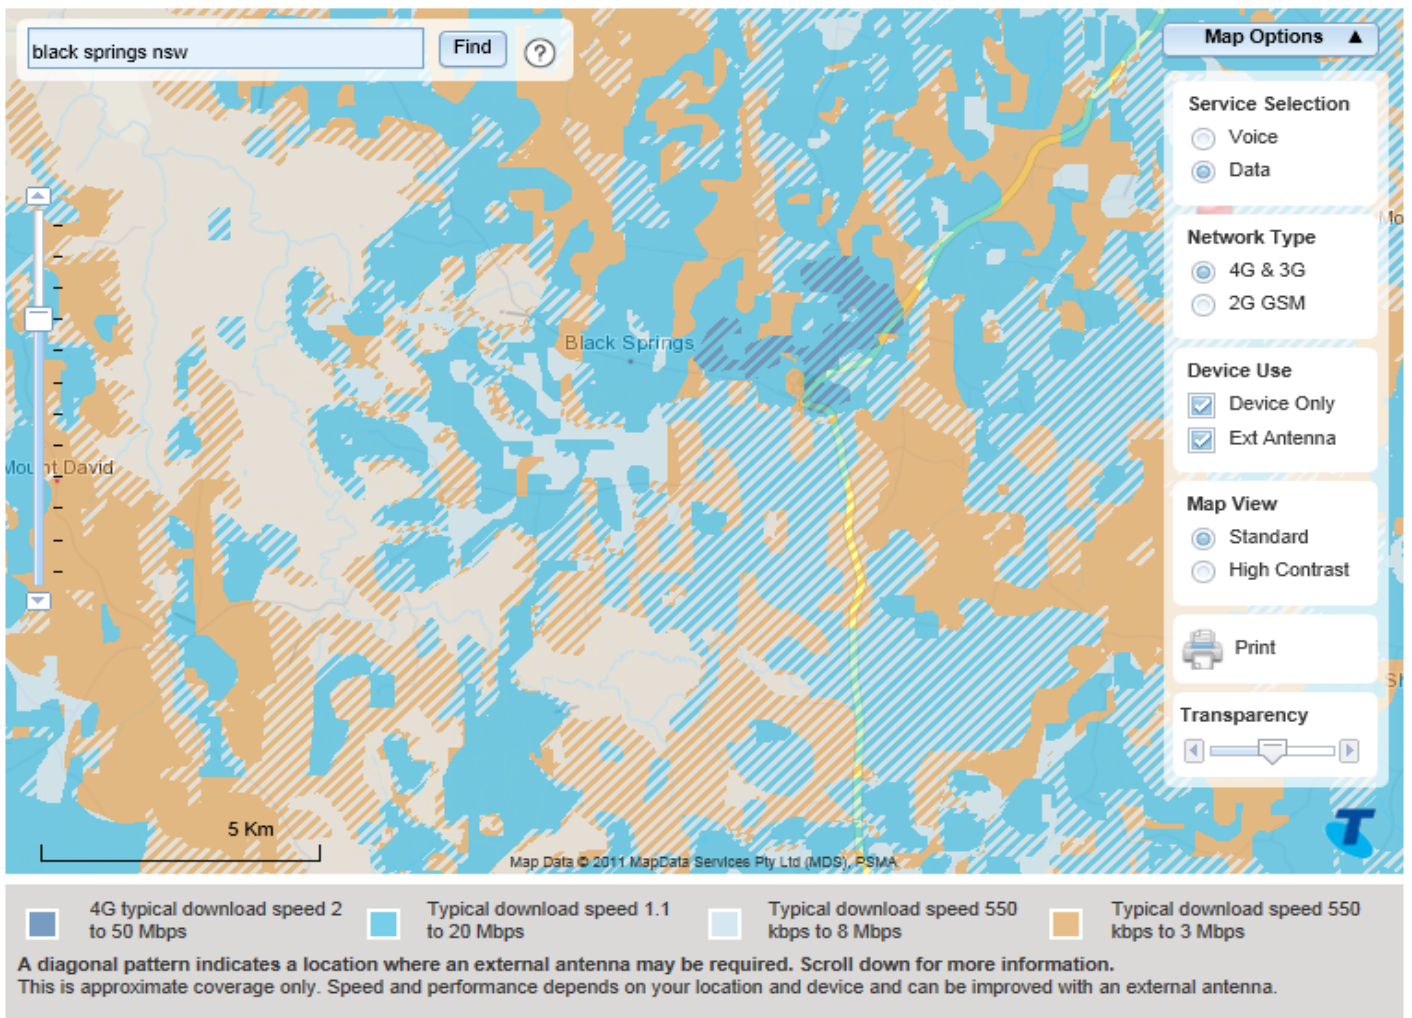 black springs nsw
Find
?
Map Options ▲
Service Selection
Voice
Data
Network Type
4G & 3G
2G GSM
Device Use
Device Only
Ext Antenna
Map View
Standard
High Contrast
Print
Transparency
Mo
Black Springs
Mount David
Sh
5 Km
Map Data © 2011 MapData Services Pty Ltd (MDS), PSMA
T
4G typical download speed 2
to 50 Mbps
Typical download speed 1.1
to 20 Mbps
Typical download speed 550
kbps to 8 Mbps
Typical download speed 550
kbps to 3 Mbps
A diagonal pattern indicates a location where an external antenna may be required. Scroll down for more information.
This is approximate coverage only. Speed and performance depends on your location and device and can be improved with an external antenna.